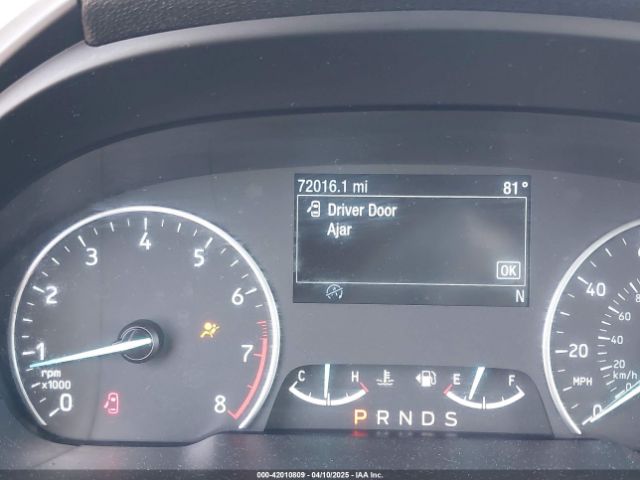 72016.1 mi 81°
Driver Door
Ajar
OK
N
0 1 2 3 4 5 6 7 8
rpm
x1000
C H
E F
P R N D S
40
20
MPH
0
60
40
20
km/h
000-42010809 - 04/10/2025 - IAA Inc.